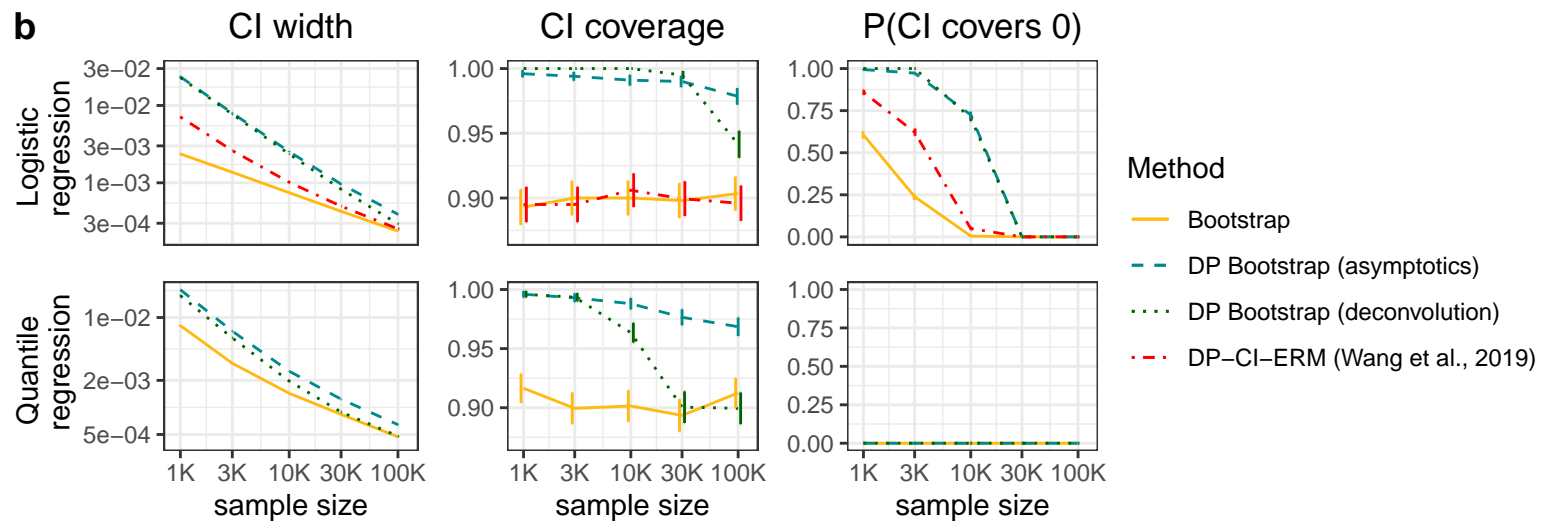 b
CI width
CI coverage
P(CI covers 0)
Logistic
regression
3e−02
1e−02
3e−03
1e−03
3e−04
1.00
0.95
0.90
1.00
0.75
0.50
0.25
0.00
Quantile
regression
1e−02
2e−03
5e−04
1.00
0.95
0.90
1.00
0.75
0.50
0.25
0.00
1K 3K 10K 30K 100K
1K 3K 10K 30K 100K
1K 3K 10K 30K 100K
sample size
sample size
sample size
Method
Bootstrap
DP Bootstrap (asymptotics)
DP Bootstrap (deconvolution)
DP−CI−ERM (Wang et al., 2019)